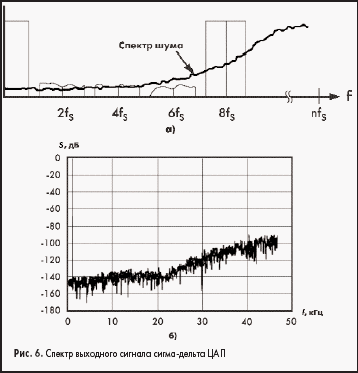 Спектр шума
f
2fs 4fs 6fs 8fs nfs
а)
S, дБ
0
-20
-40
-60
-80
-100
-120
-140
-160
-180
0 10 20 30 40 50
f, кГц
б)
Рис. 6. Спектр выходного сигнала сигма-дельта ЦАП